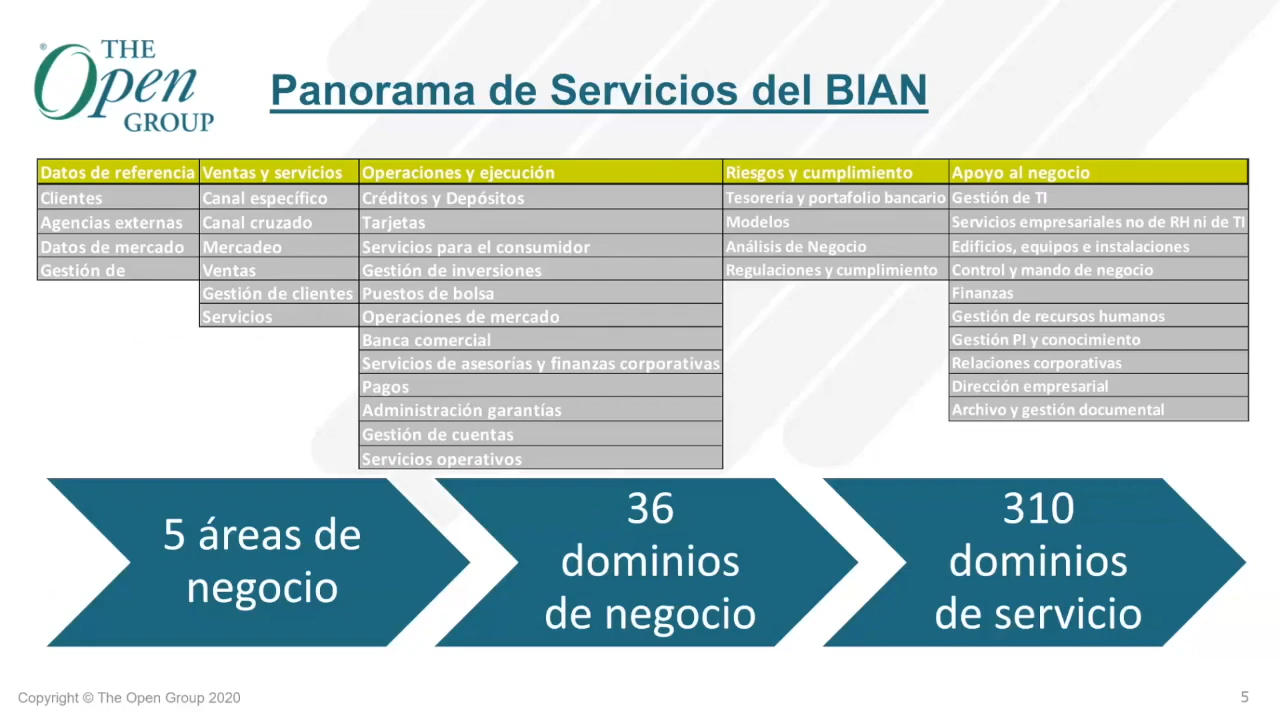 ® THE
Open
GROUP
Panorama de Servicios del BIAN
Datos de referencia Ventas y servicios Operaciones y ejecución Riesgos y cumplimiento Apoyo al negocio
Clientes Canal específico Créditos y Depósitos Tesorería y portafolio bancario Gestión de TI
Agencias externas Canal cruzado Tarjetas Modelos Servicios empresariales no de RH ni de TI
Datos de mercado Mercadeo Servicios para el consumidor Análisis de Negocio Edificios, equipos e instalaciones
Gestión de Ventas Gestión de inversiones Regulaciones y cumplimiento Control y mando de negocio
Gestión de clientes Puestos de bolsa Finanzas
Servicios Operaciones de mercado Gestión de recursos humanos
Banca comercial Gestión PI y conocimiento
Servicios de asesorías y finanzas corporativas Relaciones corporativas
Pagos Dirección empresarial
Administración garantías Archivo y gestión documental
Gestión de cuentas
Servicios operativos
5 áreas de
negocio
36
dominios
de negocio
310
dominios
de servicio
Copyright © The Open Group 2020
5